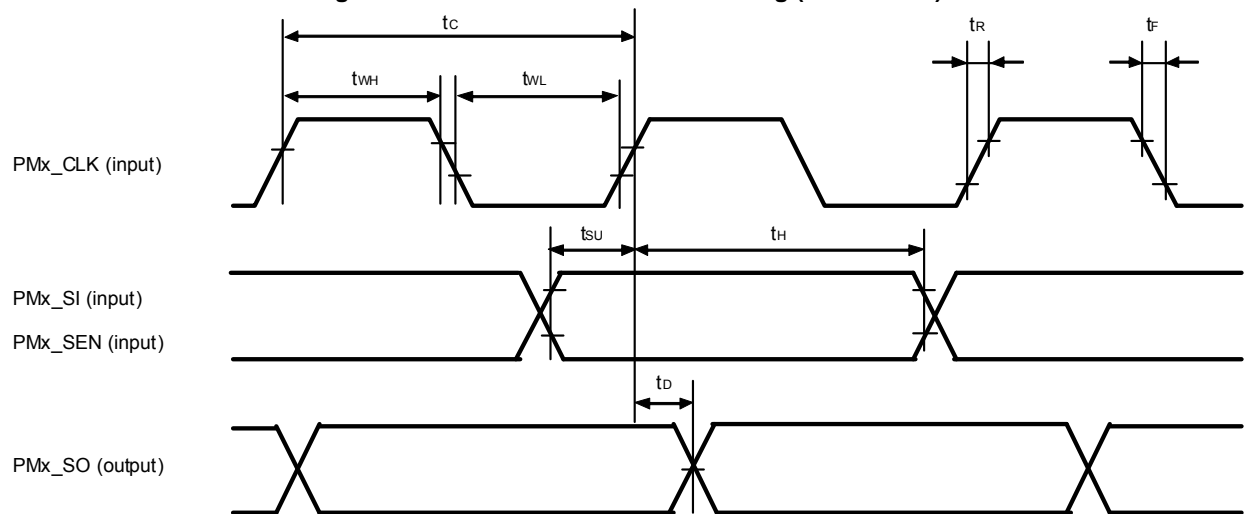 tC
tR
tF
tWH
tWL
PMx_CLK (input)
tSU
tH
PMx_SI (input)
PMx_SEN (input)
tD
PMx_SO (output)